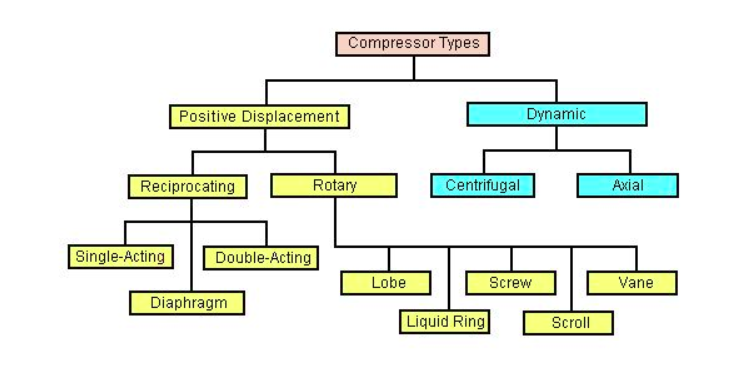 Compressor Types
Positive Displacement
Dynamic
Reciprocating
Rotary
Centrifugal
Axial
Single-Acting
Double-Acting
Diaphragm
Lobe
Screw
Vane
Liquid Ring
Scroll